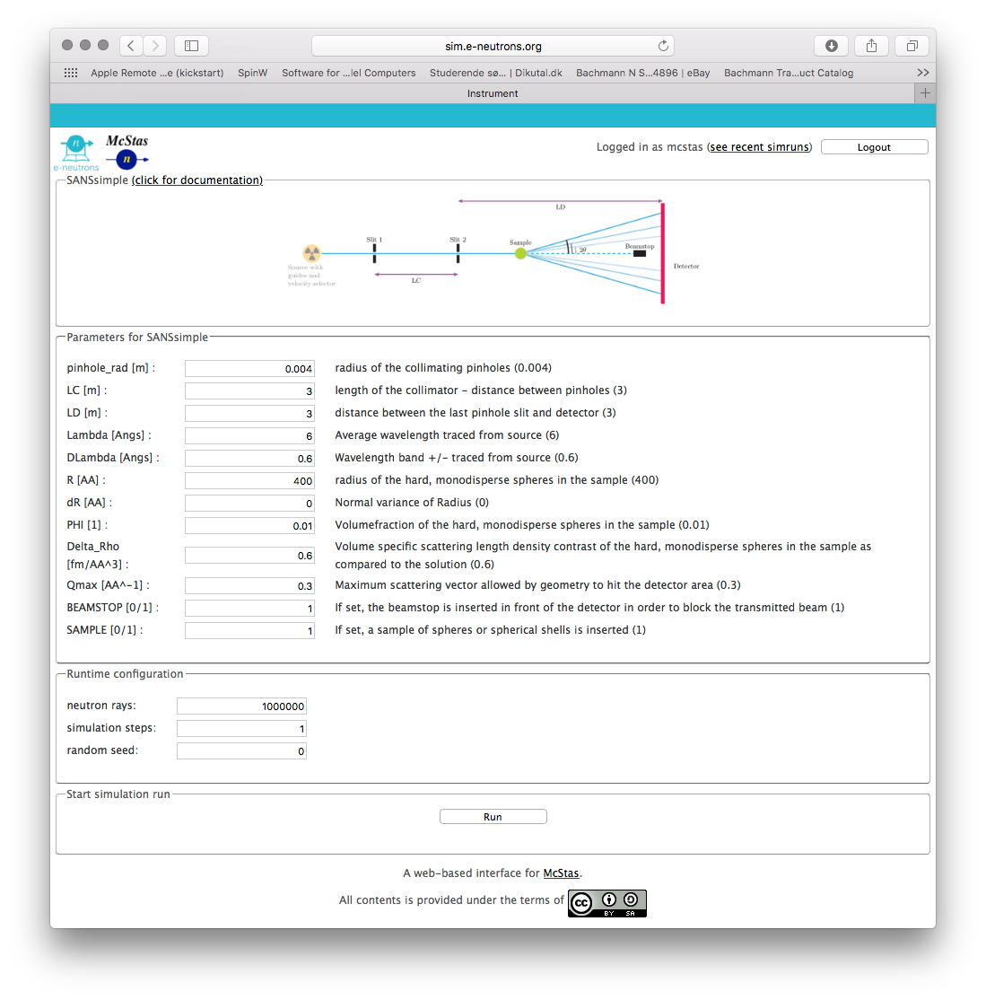 sim.e-neutrons.org
Apple Remote ...e (kickstart) SpinW Software for ...lel Computers Studerende sø... | Dikutal.dk Bachmann N S...4896 | eBay Bachmann Tra...uct Catalog >>
Instrument +
n McStas
e-neutrons n
Logged in as mcstas (see recent simruns) Logout
SANSsimple (click for documentation)
LD
Slit 1 Slit 2 Sample 2θ Beamstop
Source with
guides and
velocity selector
LC
Detector
Parameters for SANSsimple
pinhole_rad [m] : 0.004 radius of the collimating pinholes (0.004)
LC [m] : 3 length of the collimator - distance between pinholes (3)
LD [m] : 3 distance between the last pinhole slit and detector (3)
Lambda [Angs] : 6 Average wavelength traced from source (6)
DLambda [Angs] : 0.6 Wavelength band +/- traced from source (0.6)
R [AA] : 400 radius of the hard, monodisperse spheres in the sample (400)
dR [AA] : 0 Normal variance of Radius (0)
PHI [1] : 0.01 Volumefraction of the hard, monodisperse spheres in the sample (0.01)
Delta_Rho
[fm/AA^3] : 0.6 Volume specific scattering length density contrast of the hard, monodisperse spheres in the sample as
compared to the solution (0.6)
Qmax [AA^-1] : 0.3 Maximum scattering vector allowed by geometry to hit the detector area (0.3)
BEAMSTOP [0/1] : 1 If set, the beamstop is inserted in front of the detector in order to block the transmitted beam (1)
SAMPLE [0/1] : 1 If set, a sample of spheres or spherical shells is inserted (1)
Runtime configuration
neutron rays: 1000000
simulation steps: 1
random seed: 0
Start simulation run
Run
A web-based interface for McStas.
All contents is provided under the terms of cc BY SA